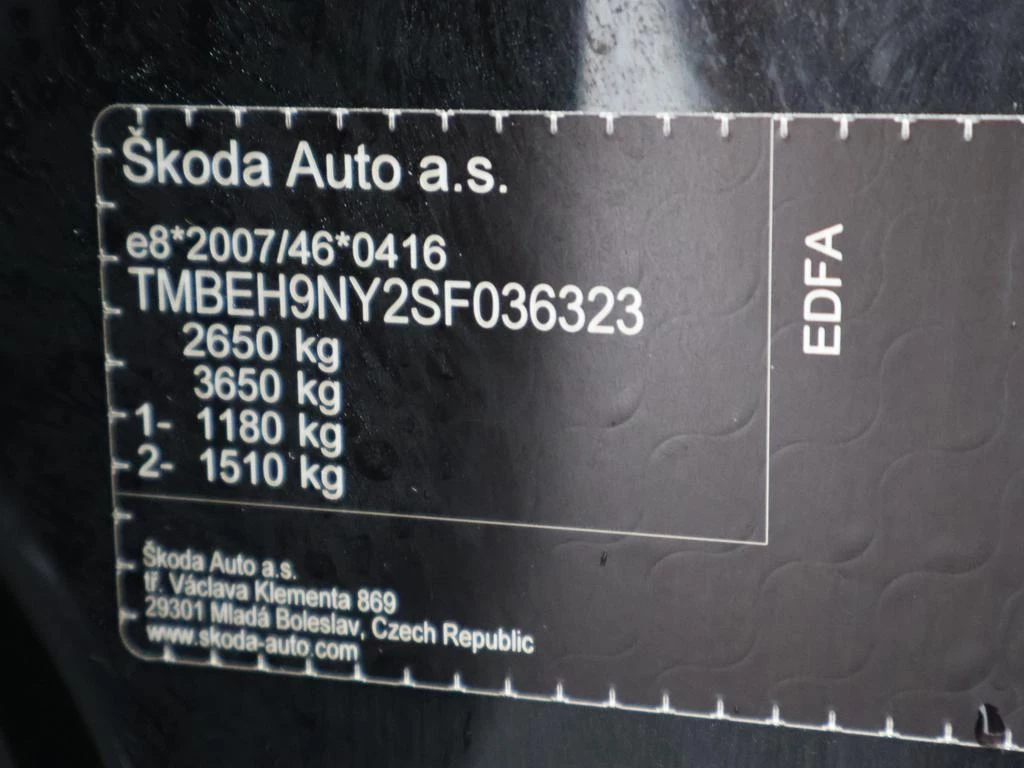 Škoda Auto a.s.
e8*2007/46*0416
TMBEH9NY2SF036323
2650 kg
3650 kg
1- 1180 kg
2- 1510 kg
EDFA
Škoda Auto a.s.
tř. Václava Klementa 869
29301 Mladá Boleslav, Czech Republic
www.skoda-auto.com